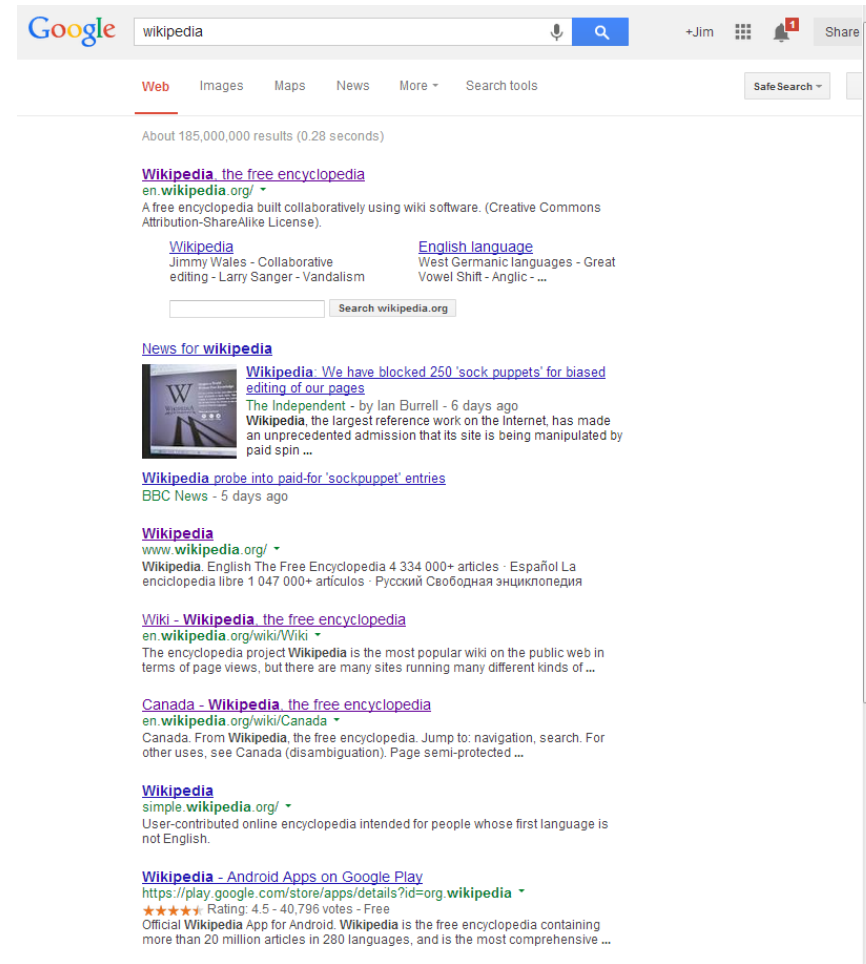 Google
wikipedia
+Jim
1
Share
Web Images Maps News More Search tools
SafeSearch
About 185,000,000 results (0.28 seconds)
Wikipedia, the free encyclopedia
en.wikipedia.org/
A free encyclopedia built collaboratively using wiki software. (Creative Commons
Attribution-ShareAlike License).
Wikipedia
Jimmy Wales - Collaborative
editing - Larry Sanger - Vandalism
English language
West Germanic languages - Great
Vowel Shift - Anglic - ...
Search wikipedia.org
News for wikipedia
W
WIKIPEDIA
Wikipedia: We have blocked 250 'sock puppets' for biased
editing of our pages
The Independent - by Ian Burrell - 6 days ago
Wikipedia, the largest reference work on the Internet, has made
an unprecedented admission that its site is being manipulated by
paid spin ...
Wikipedia probe into paid-for 'sockpuppet' entries
BBC News - 5 days ago
Wikipedia
www.wikipedia.org/
Wikipedia. English The Free Encyclopedia 4 334 000+ articles · Español La
enciclopedia libre 1 047 000+ artículos · Русский Свободная энциклопедия
Wiki - Wikipedia, the free encyclopedia
en.wikipedia.org/wiki/Wiki
The encyclopedia project Wikipedia is the most popular wiki on the public web in
terms of page views, but there are many sites running many different kinds of ...
Canada - Wikipedia, the free encyclopedia
en.wikipedia.org/wiki/Canada
Canada. From Wikipedia, the free encyclopedia. Jump to: navigation, search. For
other uses, see Canada (disambiguation). Page semi-protected ...
Wikipedia
simple.wikipedia.org/
User-contributed online encyclopedia intended for people whose first language is
not English.
Wikipedia - Android Apps on Google Play
https://play.google.com/store/apps/details?id=org.wikipedia
Rating: 4.5 - 40,796 votes - Free
Official Wikipedia App for Android. Wikipedia is the free encyclopedia containing
more than 20 million articles in 280 languages, and is the most comprehensive ...